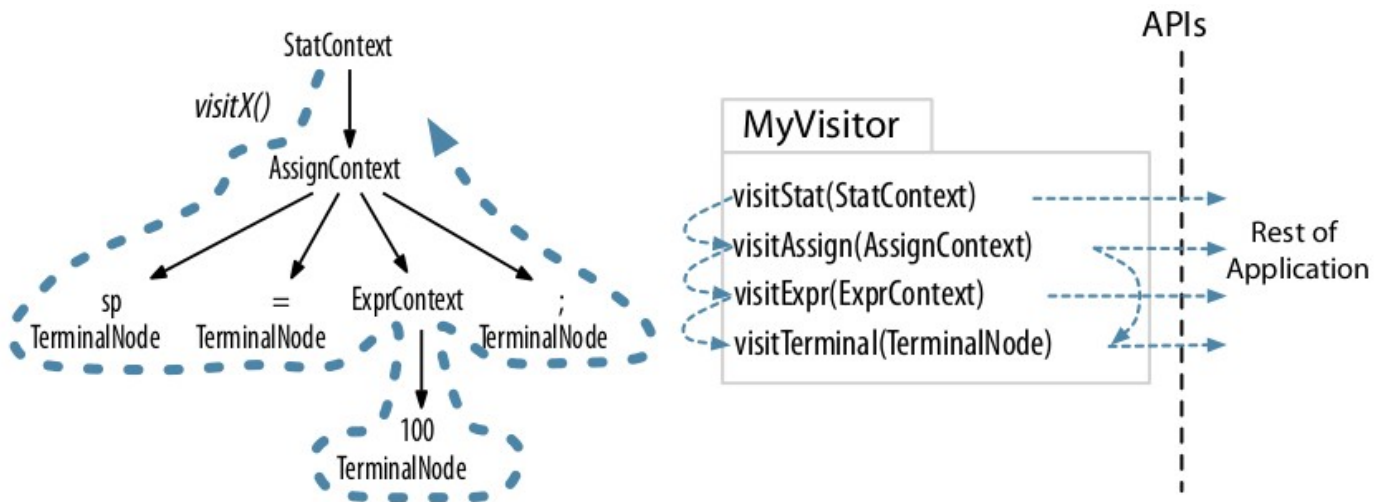 StatContext
visitX()
AssignContext
sp
TerminalNode
=
TerminalNode
ExprContext
;
TerminalNode
100
TerminalNode
MyVisitor
visitStat(StatContext)
visitAssign(AssignContext)
visitExpr(ExprContext)
visitTerminal(TerminalNode)
APIs
Rest of
Application